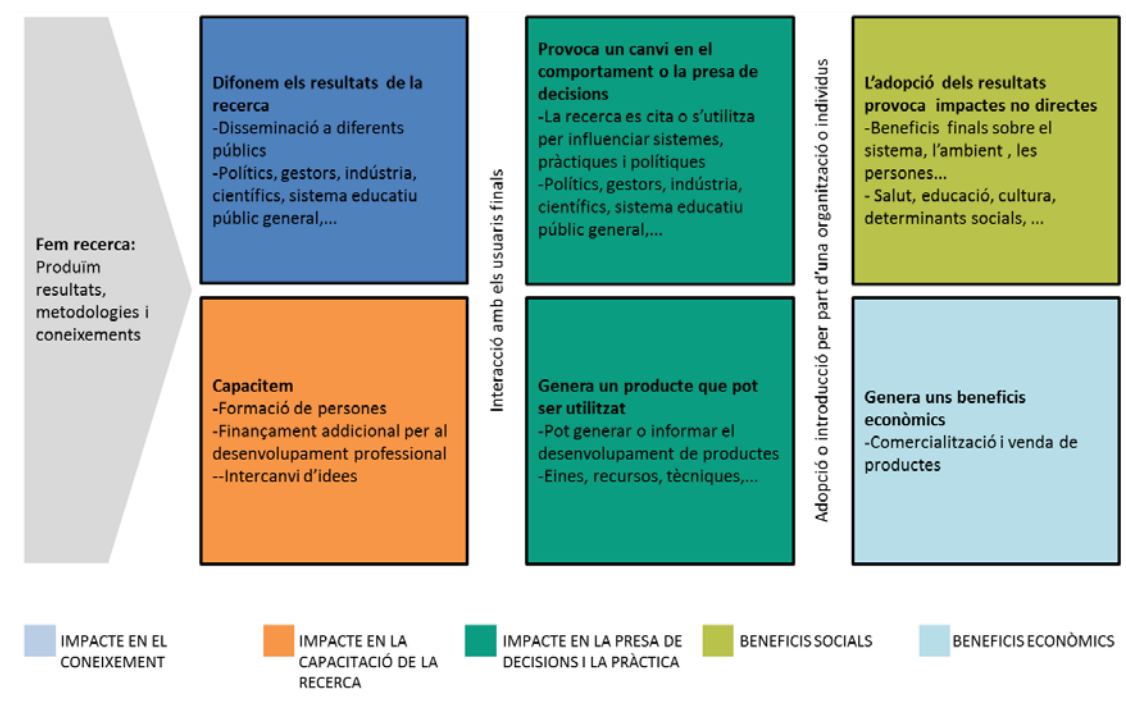 Fem recerca:
Produïm
resultats,
metodologies i
coneixements
Difonem els resultats de la
recerca
-Disseminació a diferents
públics
-Polítics, gestors, indústria,
científics, sistema educatiu
públic general,...
Capacitem
-Formació de persones
-Finançament addicional per al
desenvolupament professional
--Intercanvi d’idees
Interacció amb els usuaris finals
Provoca un canvi en el
comportament o la presa de
decisions
-La recerca es cita o s’utilitza
per influenciar sistemes,
pràctiques i polítiques
-Polítics, gestors, indústria,
científics, sistema educatiu
públic general,...
Genera un producte que pot
ser utilitzat
-Pot generar o informar el
desenvolupament de productes
-Eines, recursos, tècniques,...
Adopció o introducció per part d’una organització o individus
L’adopció dels resultats
provoca impactes no directes
-Beneficis finals sobre el
sistema, l’ambient , les
persones...
- Salut, educació, cultura,
determinants socials, ...
Genera uns beneficis
econòmics
-Comercialització i venda de
productes
IMPACTE EN EL
CONEIXEMENT
IMPACTE EN LA
CAPACITACIÓ DE LA
RECERCA
IMPACTE EN LA PRESA DE
DECISIONS I LA PRÀCTICA
BENEFICIS SOCIALS
BENEFICIS ECONÒMICS